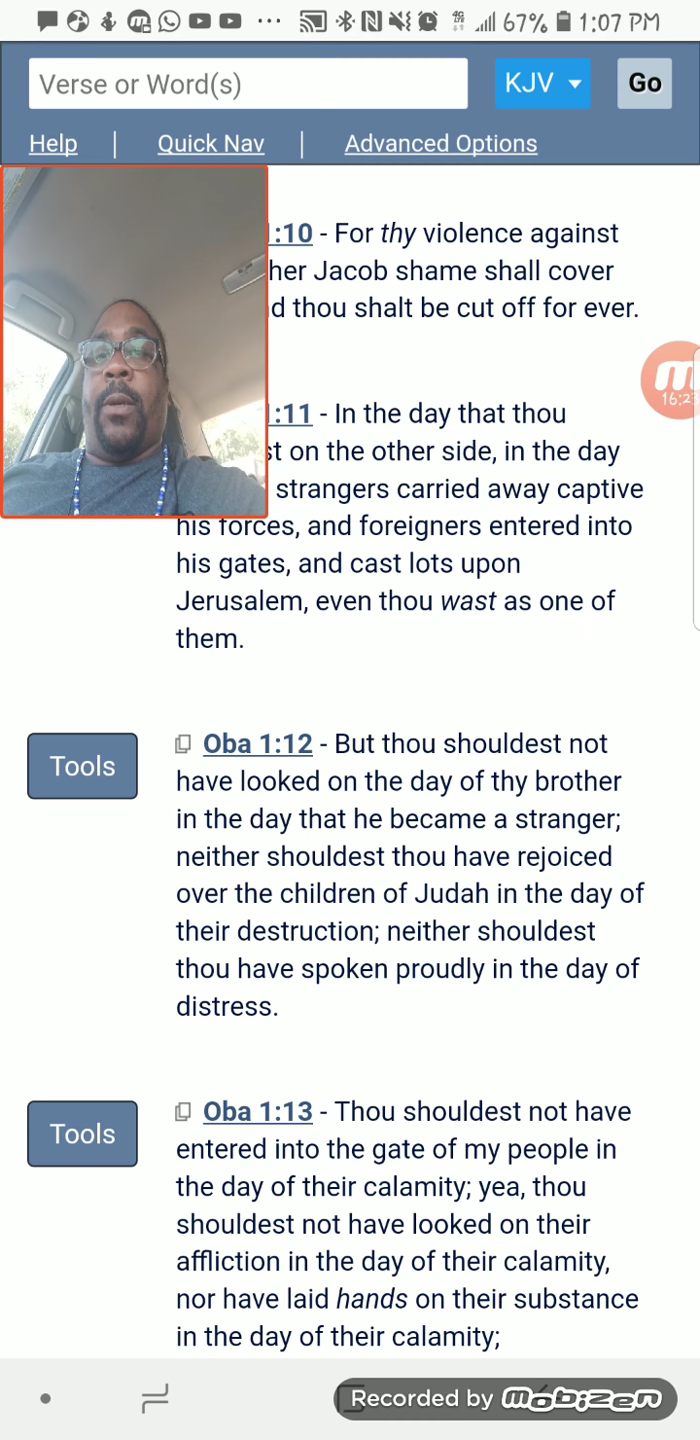 67% 1:07 PM
Verse or Word(s) KJV Go
Help | Quick Nav | Advanced Options
1:10 - For thy violence against
her Jacob shame shall cover
d thou shalt be cut off for ever.
16:23
1:11 - In the day that thou
st on the other side, in the day
strangers carried away captive
his forces, and foreigners entered into
his gates, and cast lots upon
Jerusalem, even thou wast as one of
them.
Tools
Oba 1:12 - But thou shouldest not
have looked on the day of thy brother
in the day that he became a stranger;
neither shouldest thou have rejoiced
over the children of Judah in the day of
their destruction; neither shouldest
thou have spoken proudly in the day of
distress.
Tools
Oba 1:13 - Thou shouldest not have
entered into the gate of my people in
the day of their calamity; yea, thou
shouldest not have looked on their
affliction in the day of their calamity,
nor have laid hands on their substance
in the day of their calamity;
Recorded by mobizen